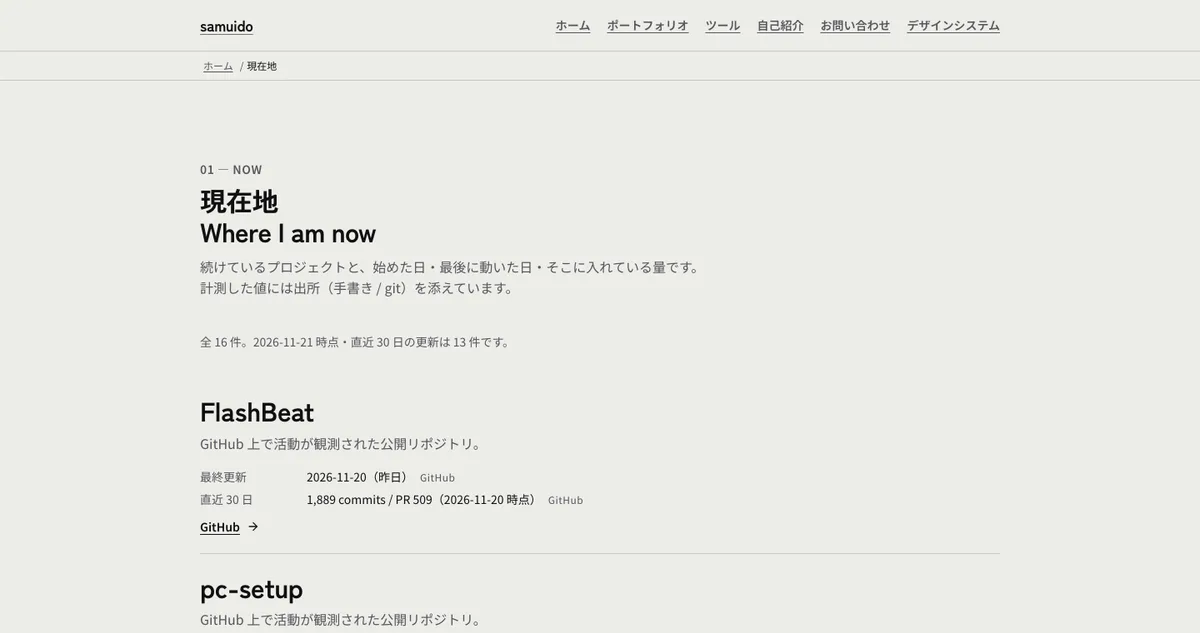 samuido
ホーム ポートフォリオ ツール 自己紹介 お問い合わせ デザインシステム
ホーム / 現在地
01 — NOW
現在地
Where I am now
続けているプロジェクトと、始めた日・最後に動いた日・そこに入れている量です。
計測した値には出所（手書き / git）を添えています。
全 16 件。2026-11-21 時点・直近 30 日の更新は 13 件です。
FlashBeat
GitHub 上で活動が観測された公開リポジトリ。
最終更新 2026-11-20（昨日） GitHub
直近 30 日 1,889 commits / PR 509（2026-11-20 時点） GitHub
GitHub →
pc-setup
GitHub 上で活動が観測された公開リポジトリ。